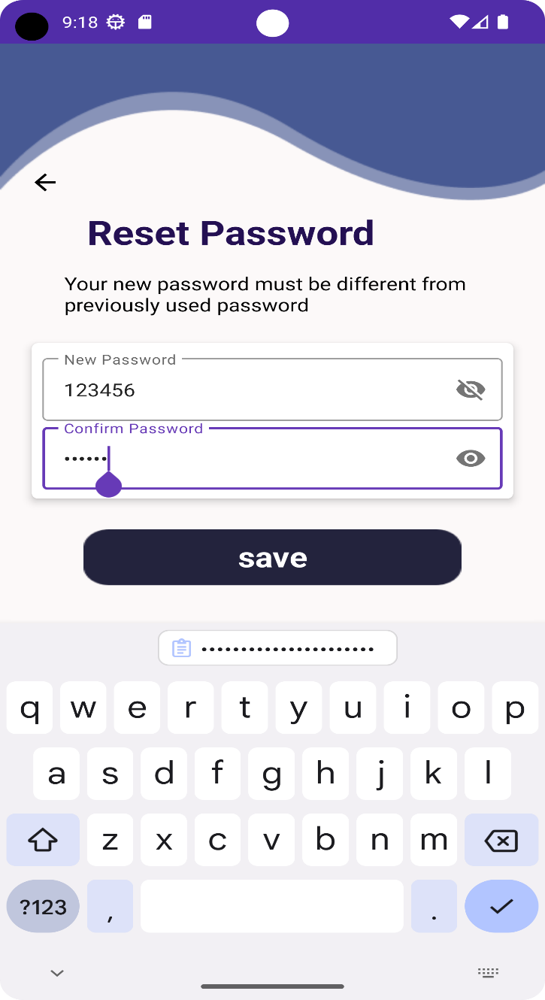 9:18
Reset Password
Your new password must be different from
previously used password
New Password
123456
Confirm Password
••••••
save
••••••••••••••••••••••
q w e r t y u i o p
a s d f g h j k l
z x c v b n m
?123 , .